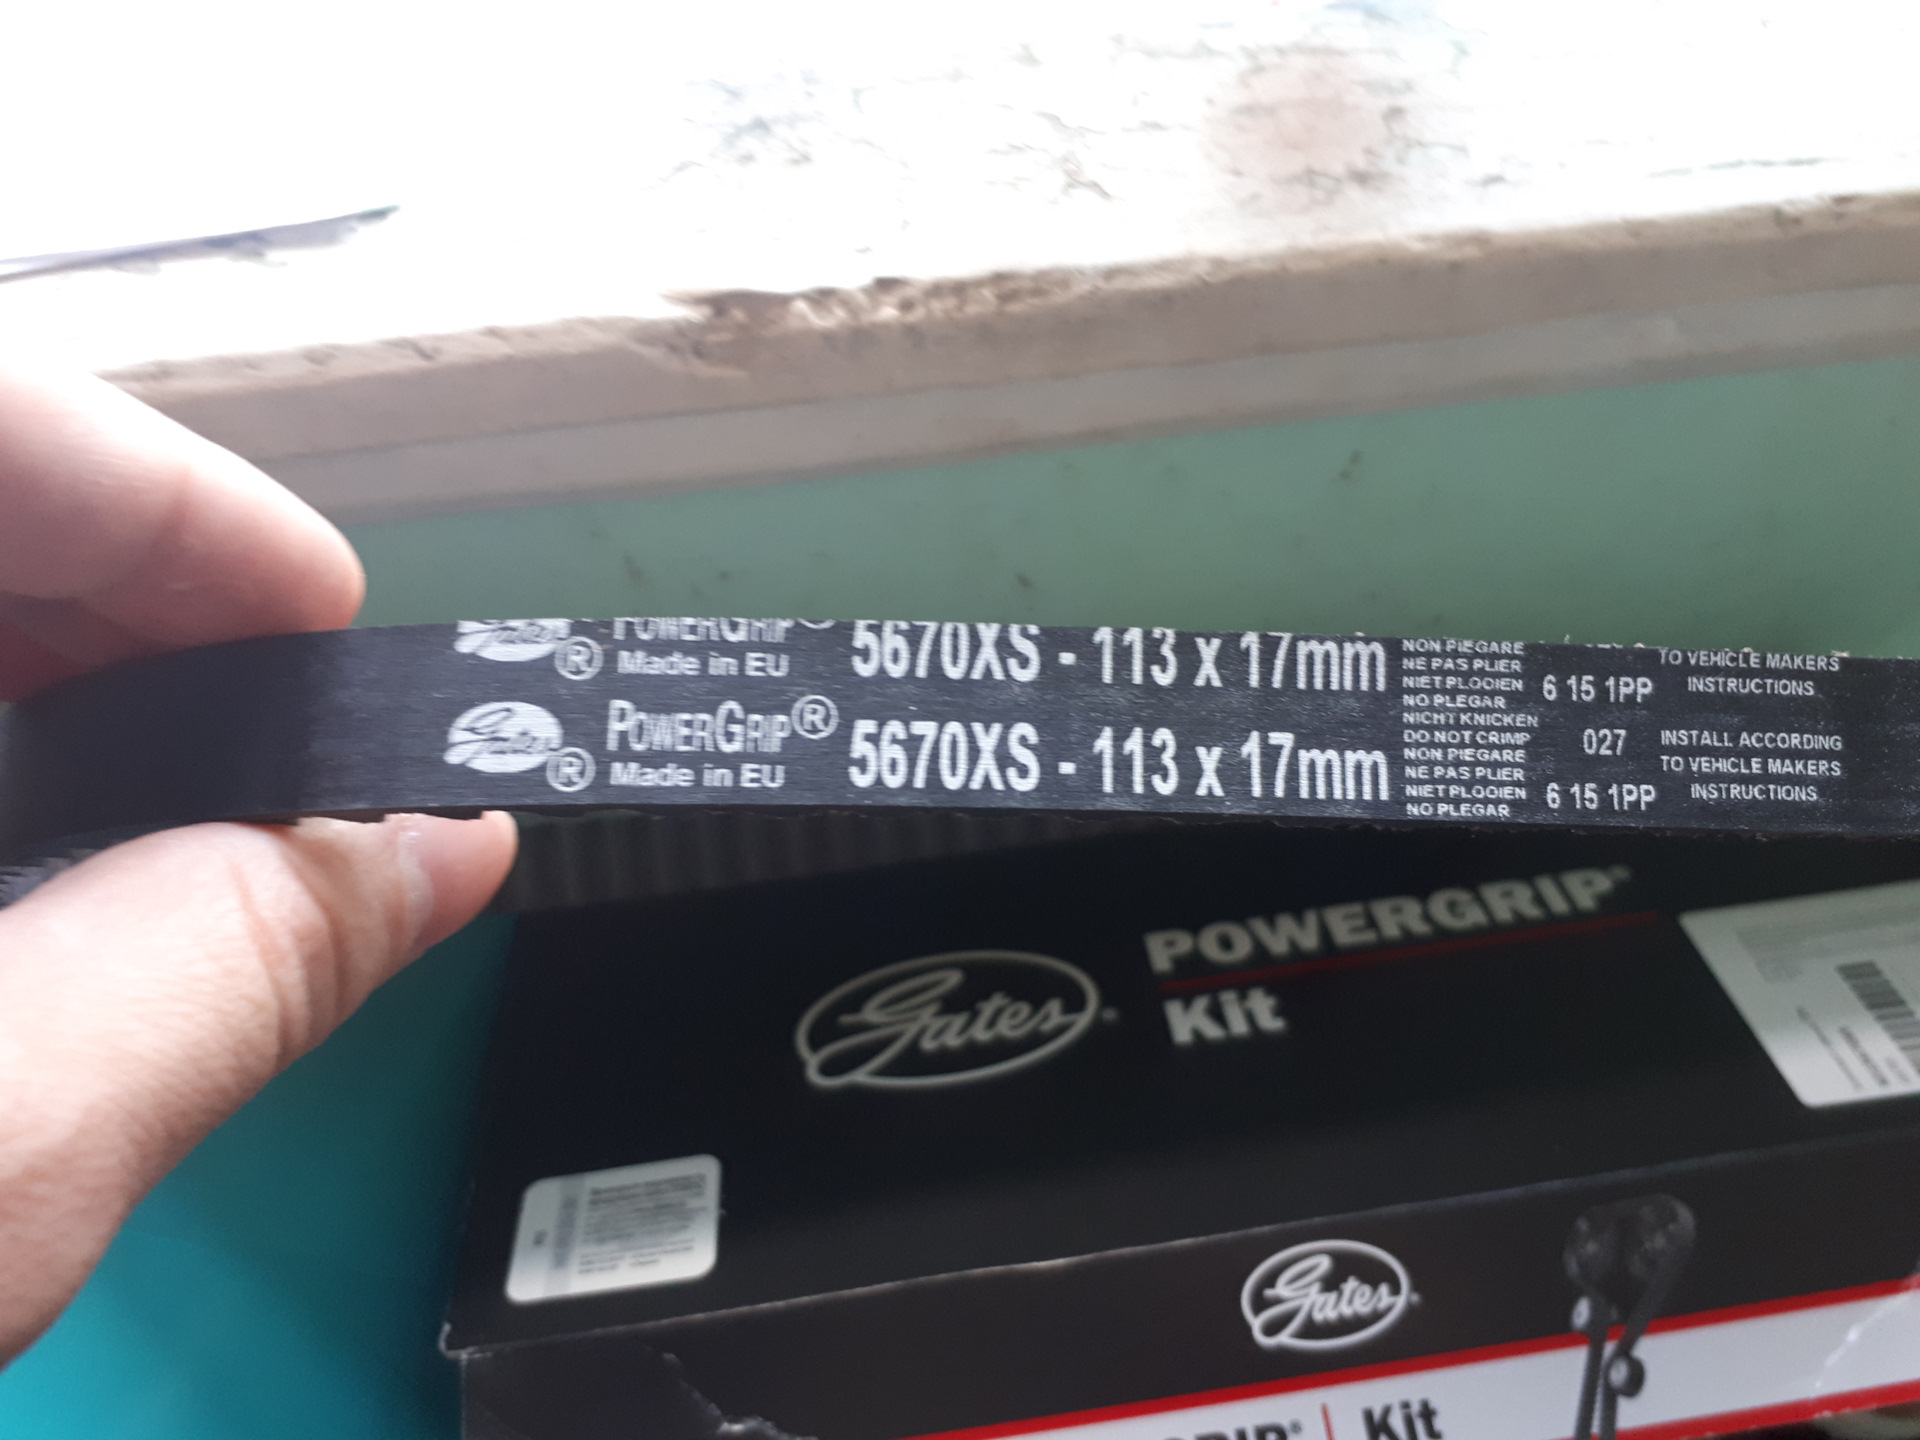 Gates® POWERGRIP® 5670XS - 113 x 17mm
Made in EU
NON PIEGARE
NE PAS PLIER
NIET PLOOIEN
NO PLEGAR
6 15 1PP
TO VEHICLE MAKERS
INSTRUCTIONS
Gates® POWERGRIP® 5670XS - 113 x 17mm
Made in EU
NICHT KNICKEN
DO NOT CRIMP
NON PIEGARE
NE PAS PLIER
NIET PLOOIEN
NO PLEGAR
027
6 15 1PP
INSTALL ACCORDING
TO VEHICLE MAKERS
INSTRUCTIONS
Gates
POWERGRIP®
Kit
Gates
Kit